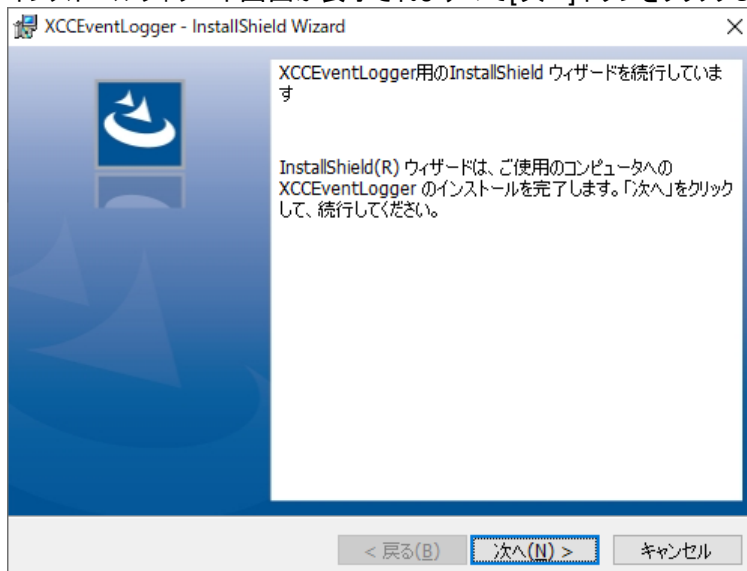 XCCEventLogger - InstallShield Wizard
XCCEventLogger用のInstallShield ウィザードを続行していま
す
InstallShield(R) ウィザードは、ご使用のコンピュータへの
XCCEventLogger のインストールを完了します。「次へ」をクリック
して、続行してください。
< 戻る(B)
次へ(N) >
キャンセル